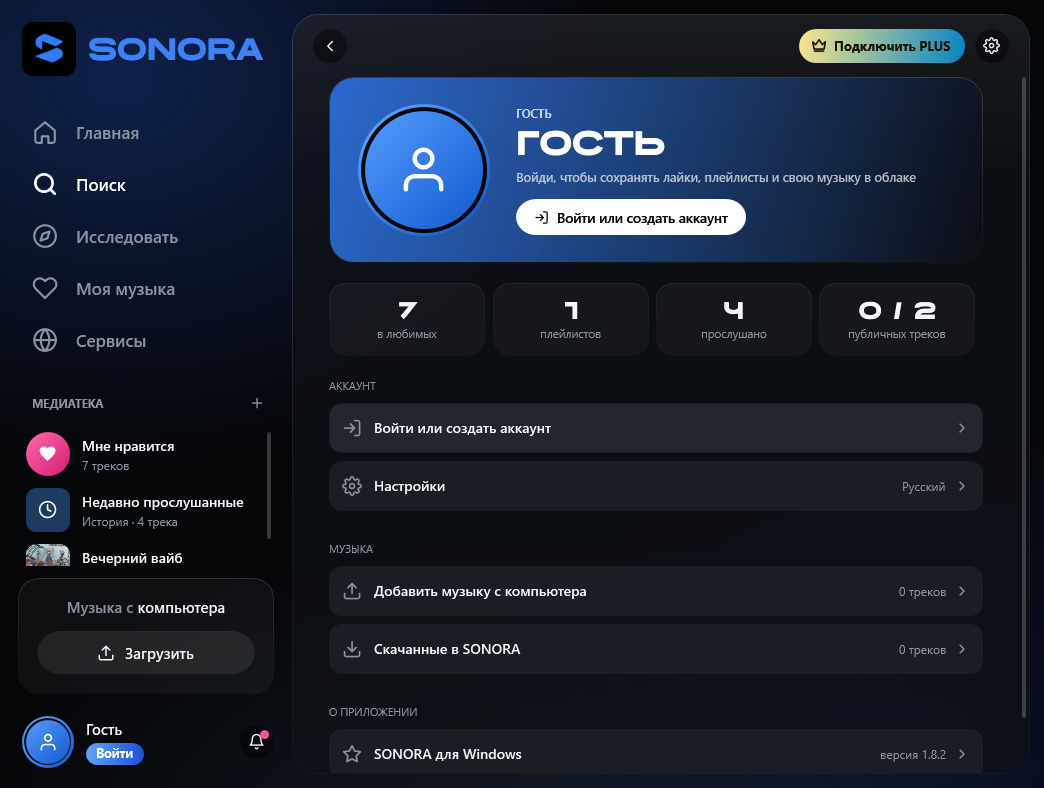 SONORA
Главная
Поиск
Исследовать
Моя музыка
Сервисы
МЕДИАТЕКА
Мне нравится
7 треков
Недавно прослушанные
История · 4 трека
Вечерний вайб
Музыка с компьютера
Загрузить
Гость
Войти
Подключить PLUS
ГОСТЬ
ГОСТЬ
Войди, чтобы сохранять лайки, плейлисты и свою музыку в облаке
Войти или создать аккаунт
7
в любимых
1
плейлистов
4
прослушано
0 / 2
публичных треков
АККАУНТ
Войти или создать аккаунт
Настройки Русский
МУЗЫКА
Добавить музыку с компьютера 0 треков
Скачанные в SONORA 0 треков
О ПРИЛОЖЕНИИ
SONORA для Windows версия 1.8.2